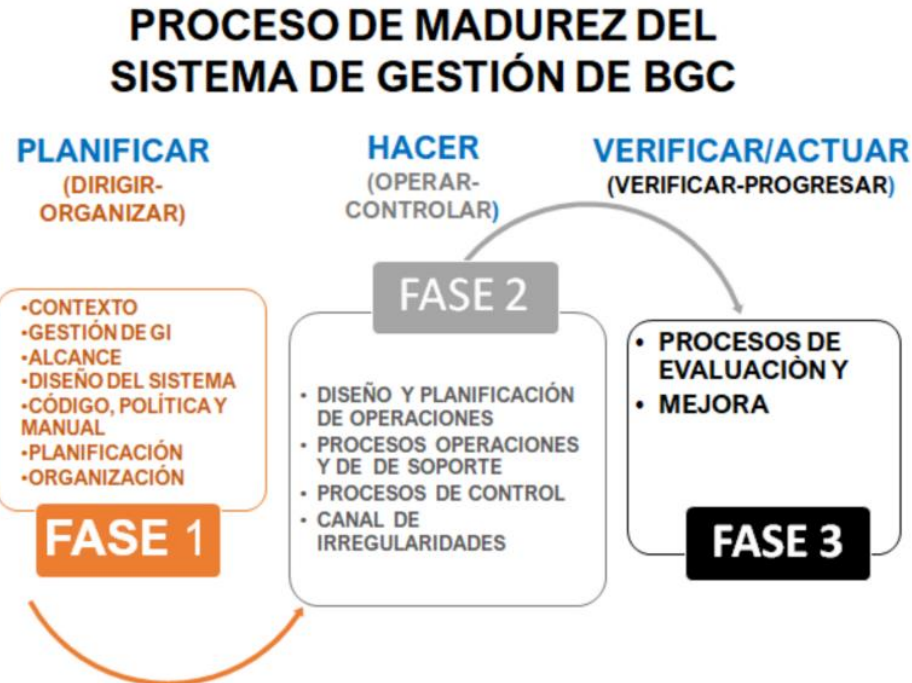 PROCESO DE MADUREZ DEL
SISTEMA DE GESTIÓN DE BGC
PLANIFICAR
(DIRIGIR-
ORGANIZAR)
HACER
(OPERAR-
CONTROLAR)
VERIFICAR/ACTUAR
(VERIFICAR-PROGRESAR)
•CONTEXTO
•GESTIÓN DE GI
•ALCANCE
•DISEÑO DEL SISTEMA
•CÓDIGO, POLÍTICA Y
MANUAL
•PLANIFICACIÓN
•ORGANIZACIÓN
FASE 1
FASE 2
• DISEÑO Y PLANIFICACIÓN
DE OPERACIONES
• PROCESOS OPERACIONES
Y DE DE SOPORTE
• PROCESOS DE CONTROL
• CANAL DE
IRREGULARIDADES
• PROCESOS DE
EVALUACIÒN Y
• MEJORA
FASE 3